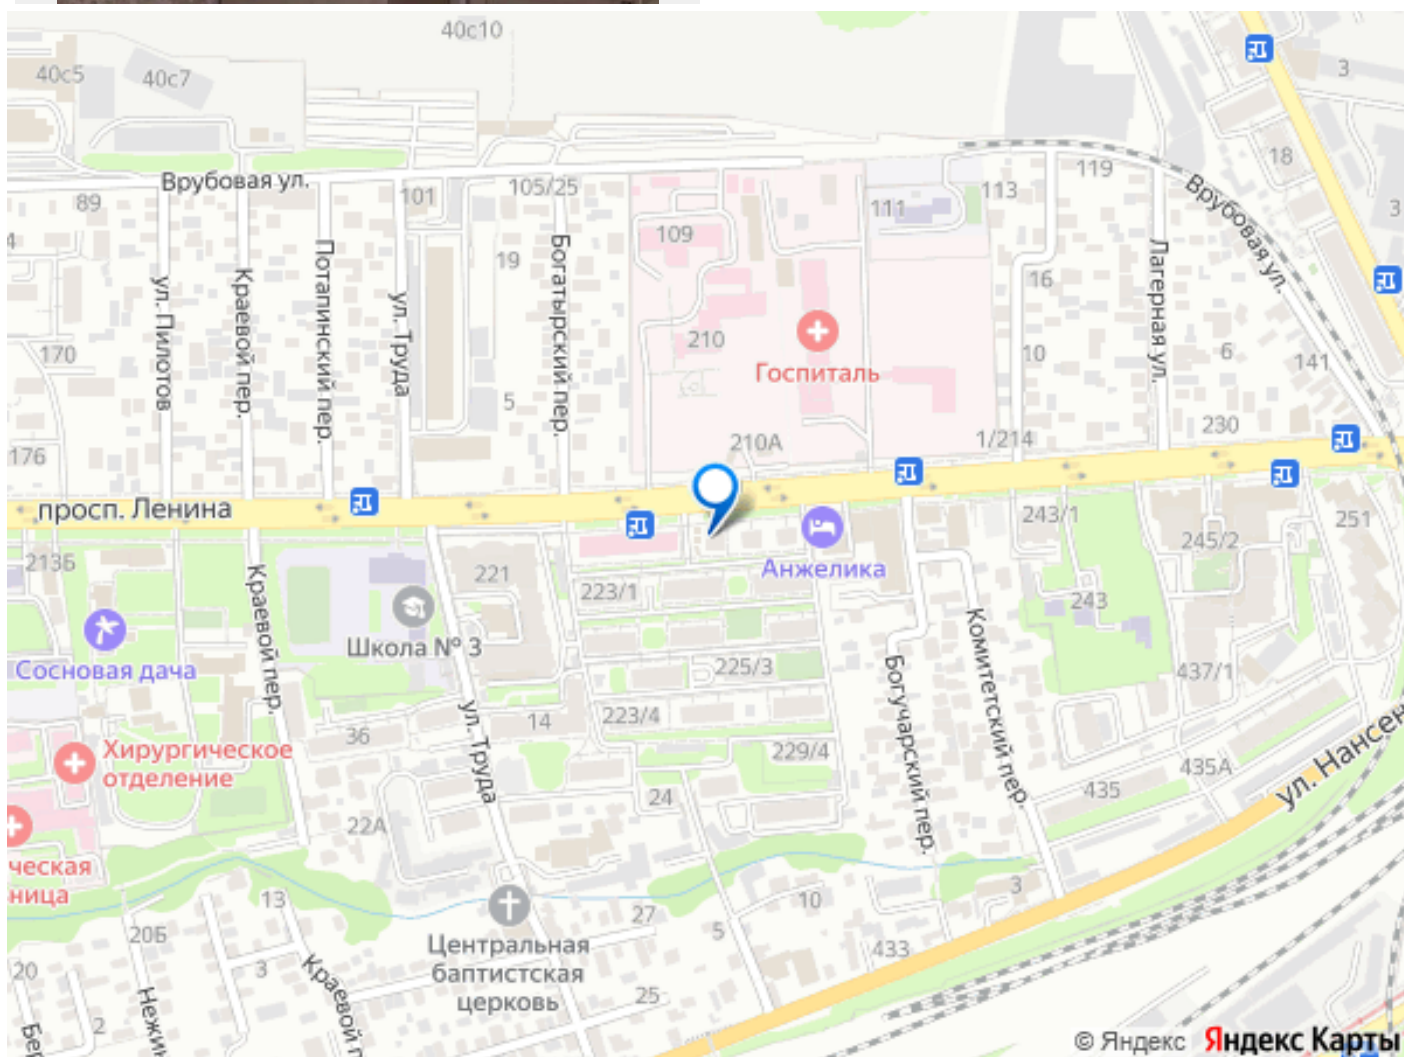 40с10
40с5
40с7
3
18
119
Врубовая ул.
89
101
105/25
113
111
3
4
19
109
Врубовая ул.
16
ул. Пилотов
Краевой пер.
Потапинский пер.
ул. Труда
Богатырский пер.
Лагерная ул.
170
210
10
6
141
Госпиталь
5
176
210А
1/214
230
просп. Ленина
243/1
251
213б
221
245/2
Анжелика
223/1
243
Краевой пер.
Школа № 3
Сосновая дача
225/3
437/1
Комитетский пер.
Богучарский пер.
223/4
14
36
ул. Труда
Хирургическое
отделение
229/4
435А
435
ул. Нансен
24
22А
ческая
ница
3
13
10
27
20Б
5
Центральная
баптистская
церковь
433
20
3
Краевой п
25
Нежин
2
Бер
© Яндекс Яндекс Карты